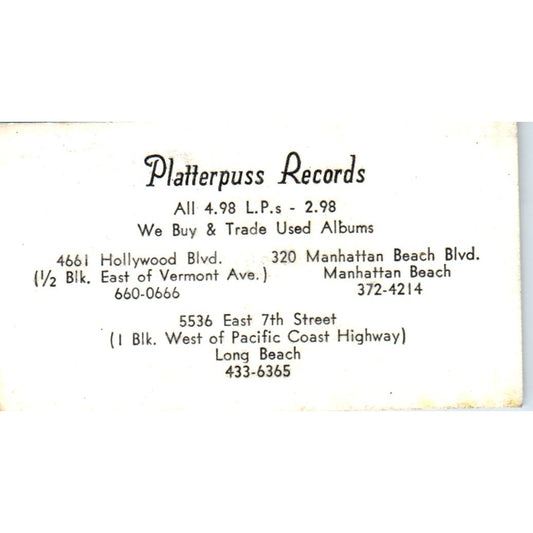 Platterpuss Records
All 4.98 L.P.s - 2.98
We Buy & Trade Used Albums
4661 Hollywood Blvd.
(1/2 Blk. East of Vermont Ave.)
660-0666
320 Manhattan Beach Blvd.
Manhattan Beach
372-4214
5536 East 7th Street
(1 Blk. West of Pacific Coast Highway)
Long Beach
433-6365